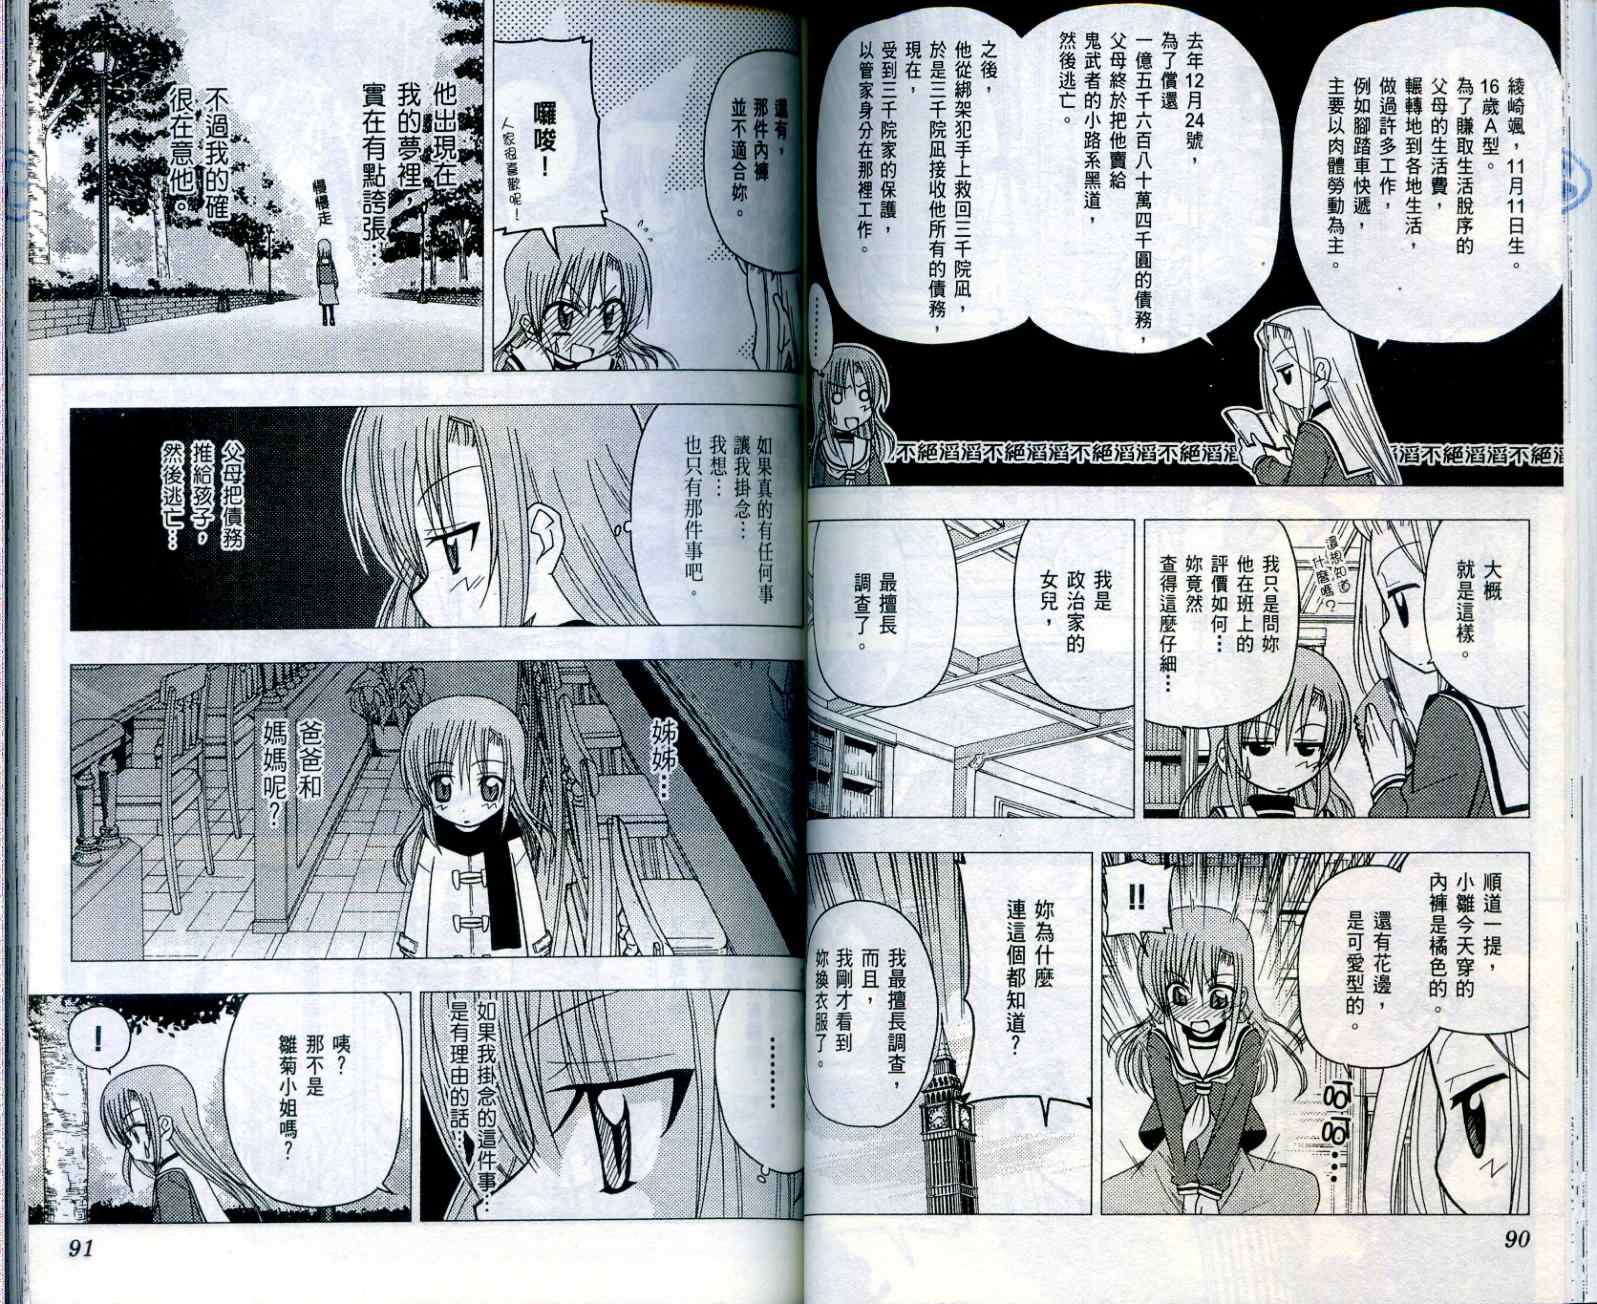 綾崎颯，11月11日生。
16歲A型。
為了賺取生活脫序的
父母的生活費，
輾轉地到各地生活，
做過許多工作，
例如腳踏車快遞，
主要以肉體勞動為主。
去年12月24號，
為了償還
一億五千六百八十萬四千圓的債務，
父母終於把他賣給
鬼武者的小路系黑道，
然後逃亡。
之後，
他從綁架犯手上救回三千院凪，
於是三千院凪接收他所有的債務，
現在，
受到三千院家的保護，
以管家身分在那裡工作。
………
不絕滔滔不絕滔滔不絕滔滔不絕滔滔不絕滔滔不絕
大概
就是這樣。
還想知道
什麼嗎？
我只是問妳
他在班上的
評價如何…
妳竟然
查得這麼仔細…
我是
政治家的
女兒，
最擅長
調查了。
順道一提，
小雛今天穿的
內褲是橘色的。
還有花邊，
是可愛型的。
呵呵…
!!
妳為什麼
連這個都知道？
我最擅長調查，
而且，
我剛才看到
妳換衣服了。
90
還有，
那件內褲
並不適合妳。
囉唆！
人家很喜歡呢！
他出現在
我的夢裡，
實在有點誇張…
不過我的確
很在意他。
慢慢走
如果真的有任何事
讓我掛念…
我想…
也只有那件事吧。
父母把債務
推給孩子，
然後逃亡…
姊姊…
爸爸和
媽媽呢？
………
如果我掛念的這件事…
是有理由的話…
咦？
那不是
雛菊小姐嗎？
!
91